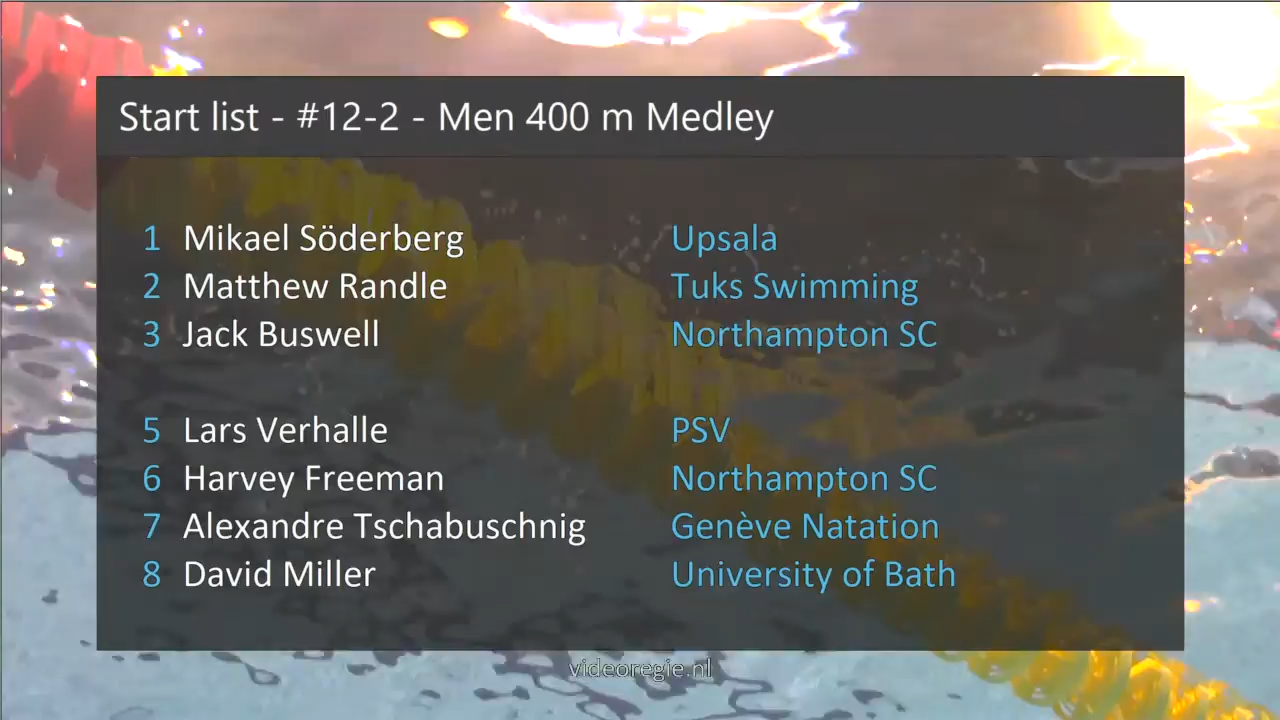 Start list - #12-2 - Men 400 m Medley
1 Mikael Söderberg Upsala
2 Matthew Randle Tuks Swimming
3 Jack Buswell Northampton SC
5 Lars Verhalle PSV
6 Harvey Freeman Northampton SC
7 Alexandre Tschabuschnig Genève Natation
8 David Miller University of Bath
videoregie.nl